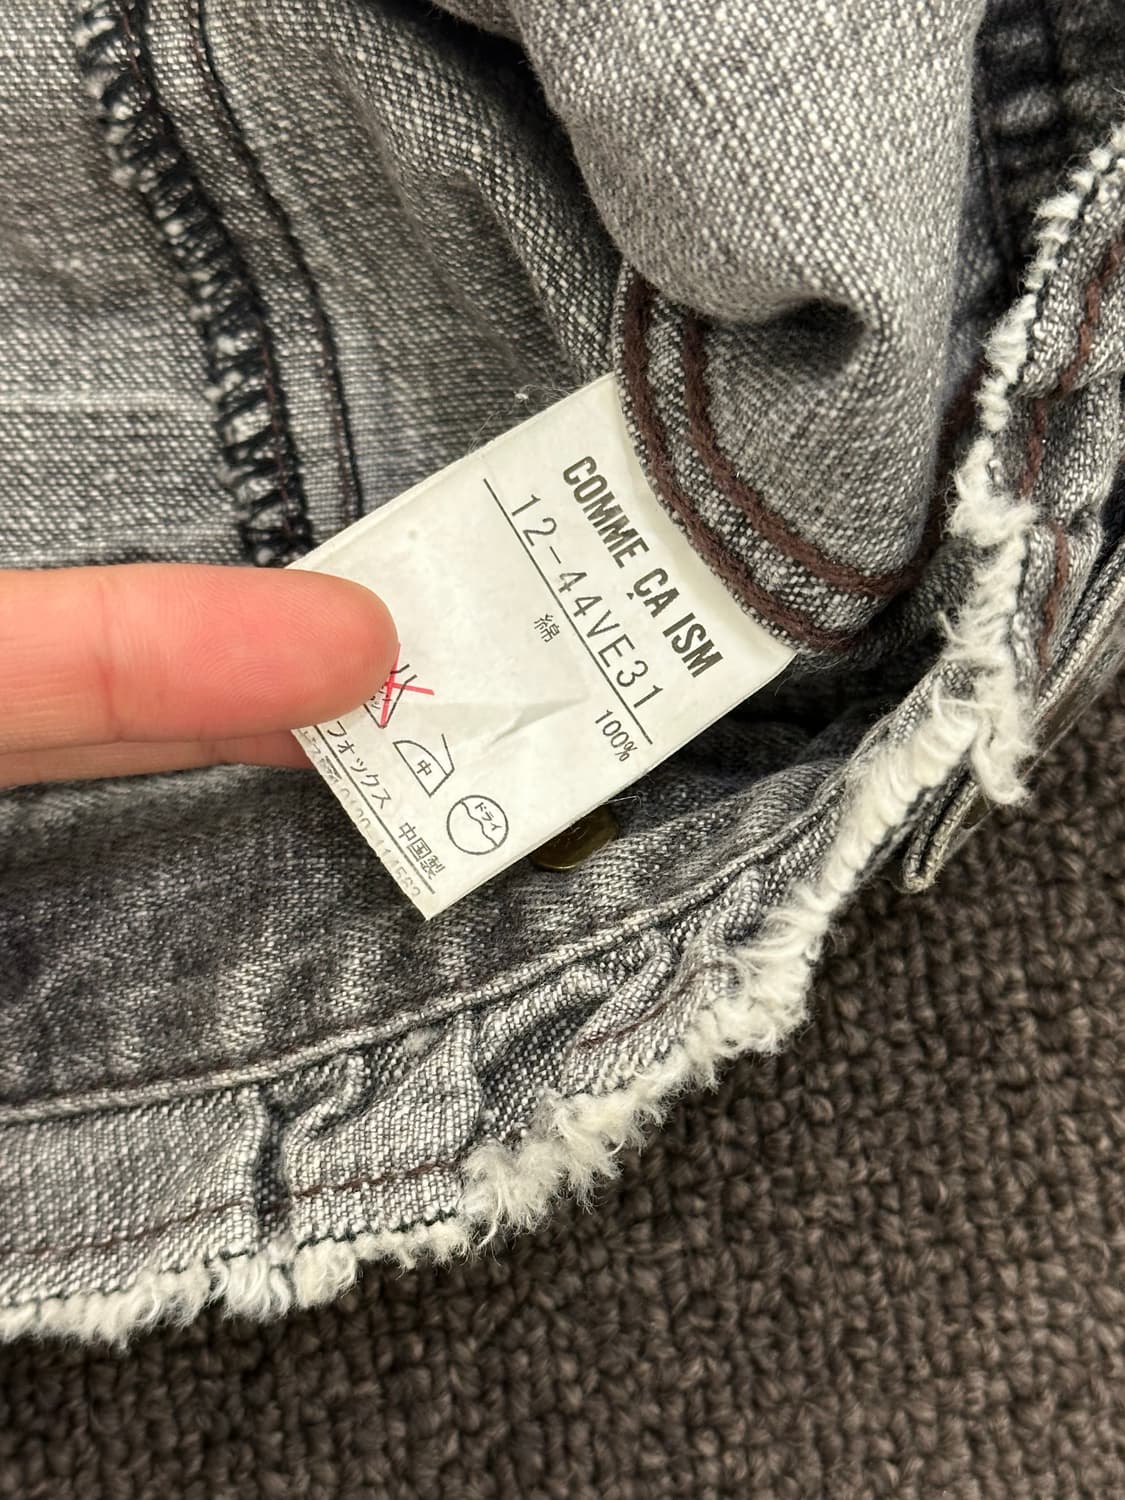 COMME ÇA ISM
12-44VE31
綿 100%
中
ドライ
フォックス 中国製